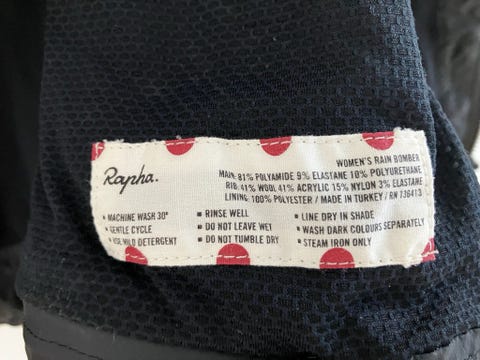 Rapha.
WOMEN'S RAIN BOMBER
MAIN: 81% POLYAMIDE 9% ELASTANE 10% POLYURETHANE
RIB: 41% WOOL 41% ACRYLIC 15% NYLON 3% ELASTANE
LINING: 100% POLYESTER / MADE IN TURKEY / RN 136413
▪ MACHINE WASH 30°
▪ GENTLE CYCLE
▪ USE MILD DETERGENT
▪ RINSE WELL
▪ DO NOT LEAVE WET
▪ DO NOT TUMBLE DRY
▪ LINE DRY IN SHADE
▪ WASH DARK COLOURS SEPARATELY
▪ STEAM IRON ONLY